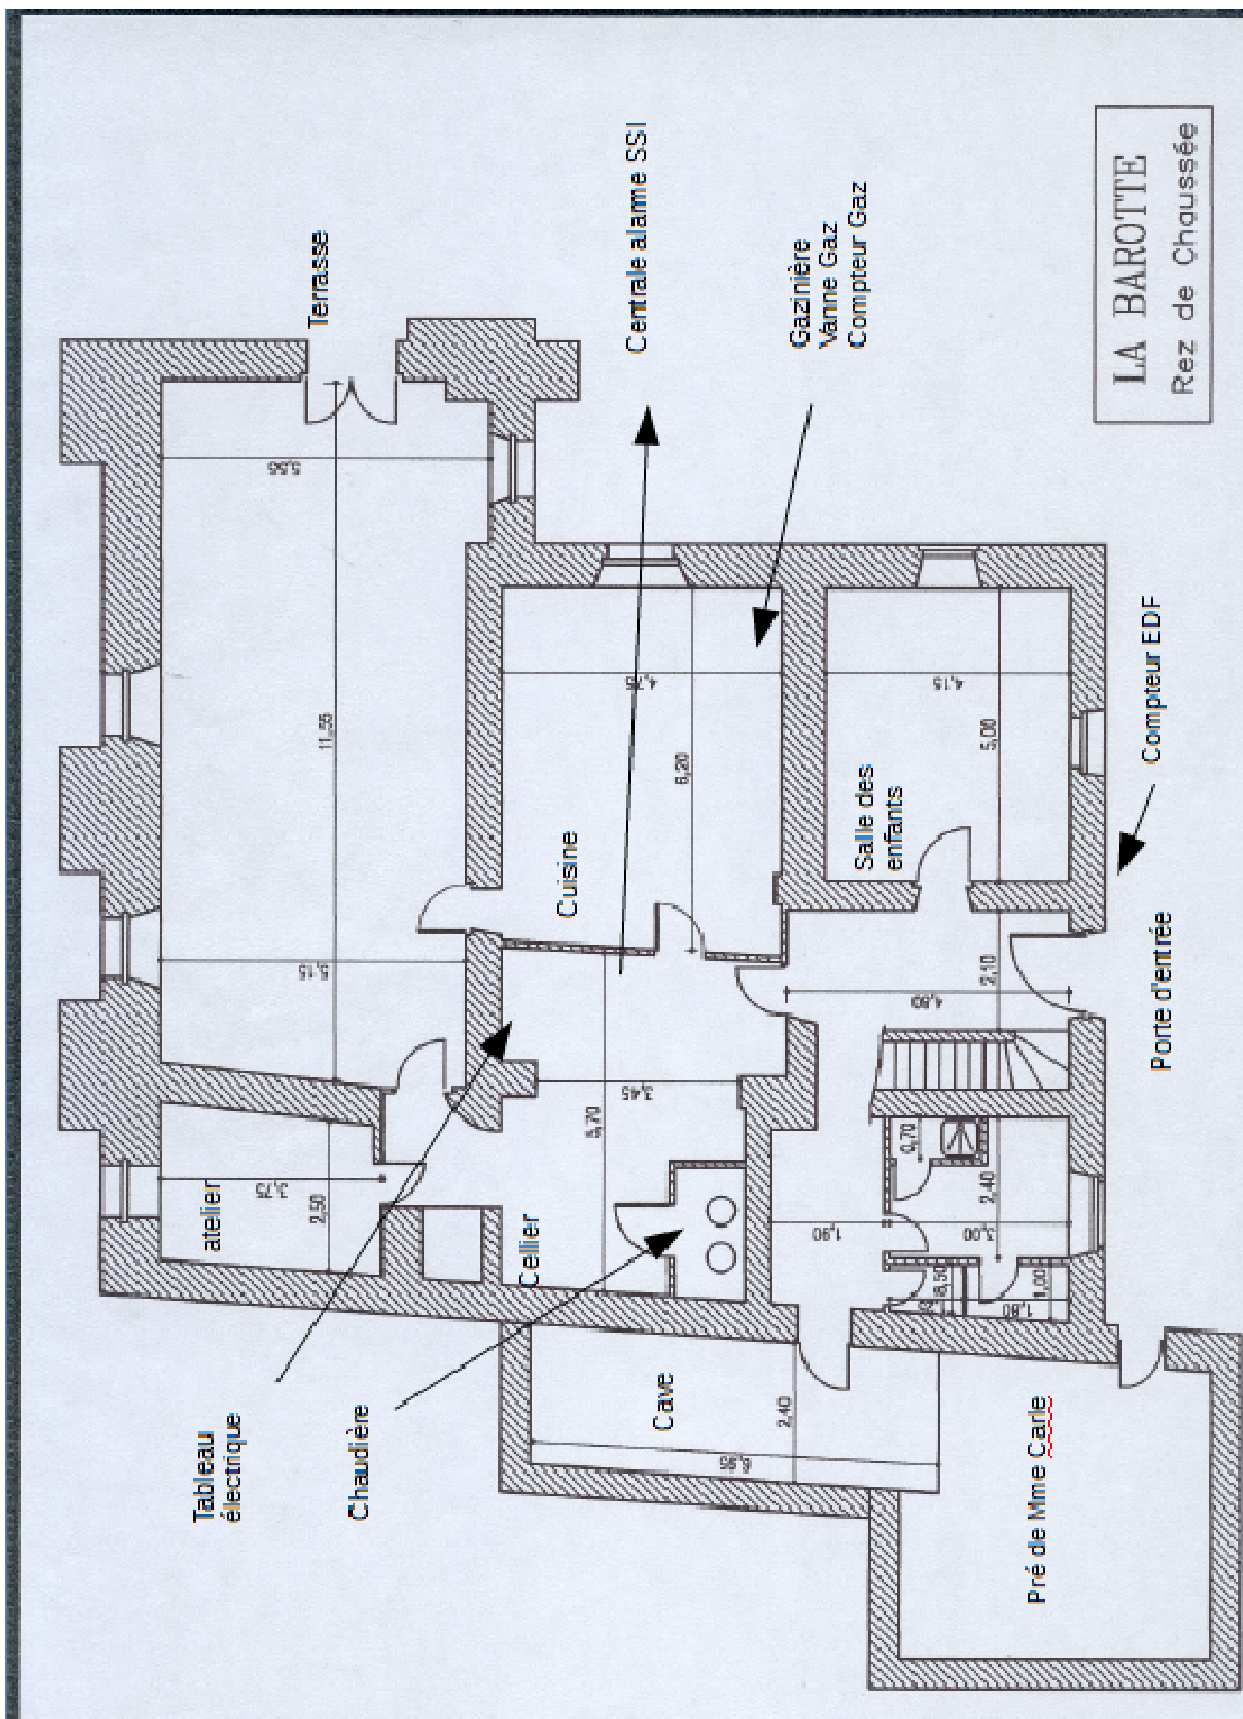 LA BAROTTE
Rez de Chaussée
Terrasse
Centrale alarme SSI
Gazinière
Vanne Gaz
Compteur Gaz
5,56
11,55
5,15
4,75
6,20
Cuisine
4,15
5,00
Salle des
enfants
Compteur EDF
Porte d'entrée
2,10
4,80
3,45
5,70
atelier
3,75
2,50
Cellier
0,70
2,40
3,00
1,90
1,00
1,80
Tableau
électrique
Chaudière
Cave
2,40
6,95
Pré de Mme Carle